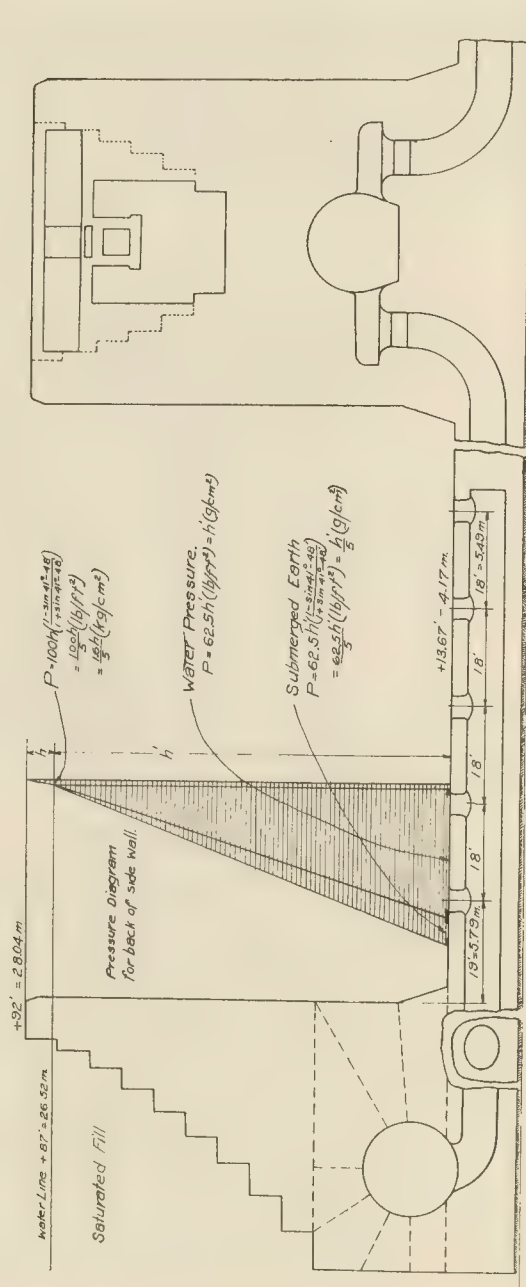 +92' = 28.04 m
Water Line +87' = 26.52 m.
Saturated Fill
Pressure Diagram
for back of side wall.
h
h'
P=100h(1-sin 41°-48'/1+sin 41°-48')
= 100h/5 (lb/ft²)
= 1.6h/5 (kg/cm²)
Water Pressure.
P = 62.5h'(lb/ft²) = h'(g/cm²)
Submerged Earth
P=62.5h'(1-sin 41°-48'/1+sin 41°-48')
= 62.5h'/5 (lb/ft²) = h'/5 (g/cm²)
+13.67' - 4.17 m.
19'=5.79 m.
18'
18'
18'
18' = 5.49 m.